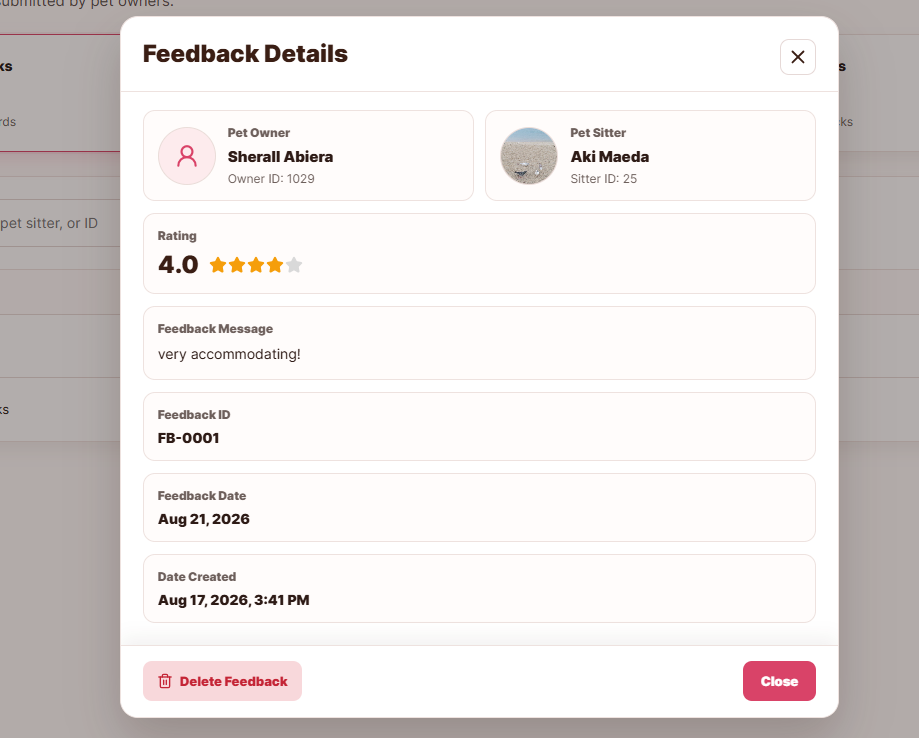 submitted by pet owners.
Feedback Details
ks
s
rds
cks
Pet Owner
Sherall Abiera
Owner ID: 1029
Pet Sitter
Aki Maeda
Sitter ID: 25
pet sitter, or ID
Rating
4.0
Feedback Message
very accommodating!
ks
Feedback ID
FB-0001
Feedback Date
Aug 21, 2026
Date Created
Aug 17, 2026, 3:41 PM
Delete Feedback
Close